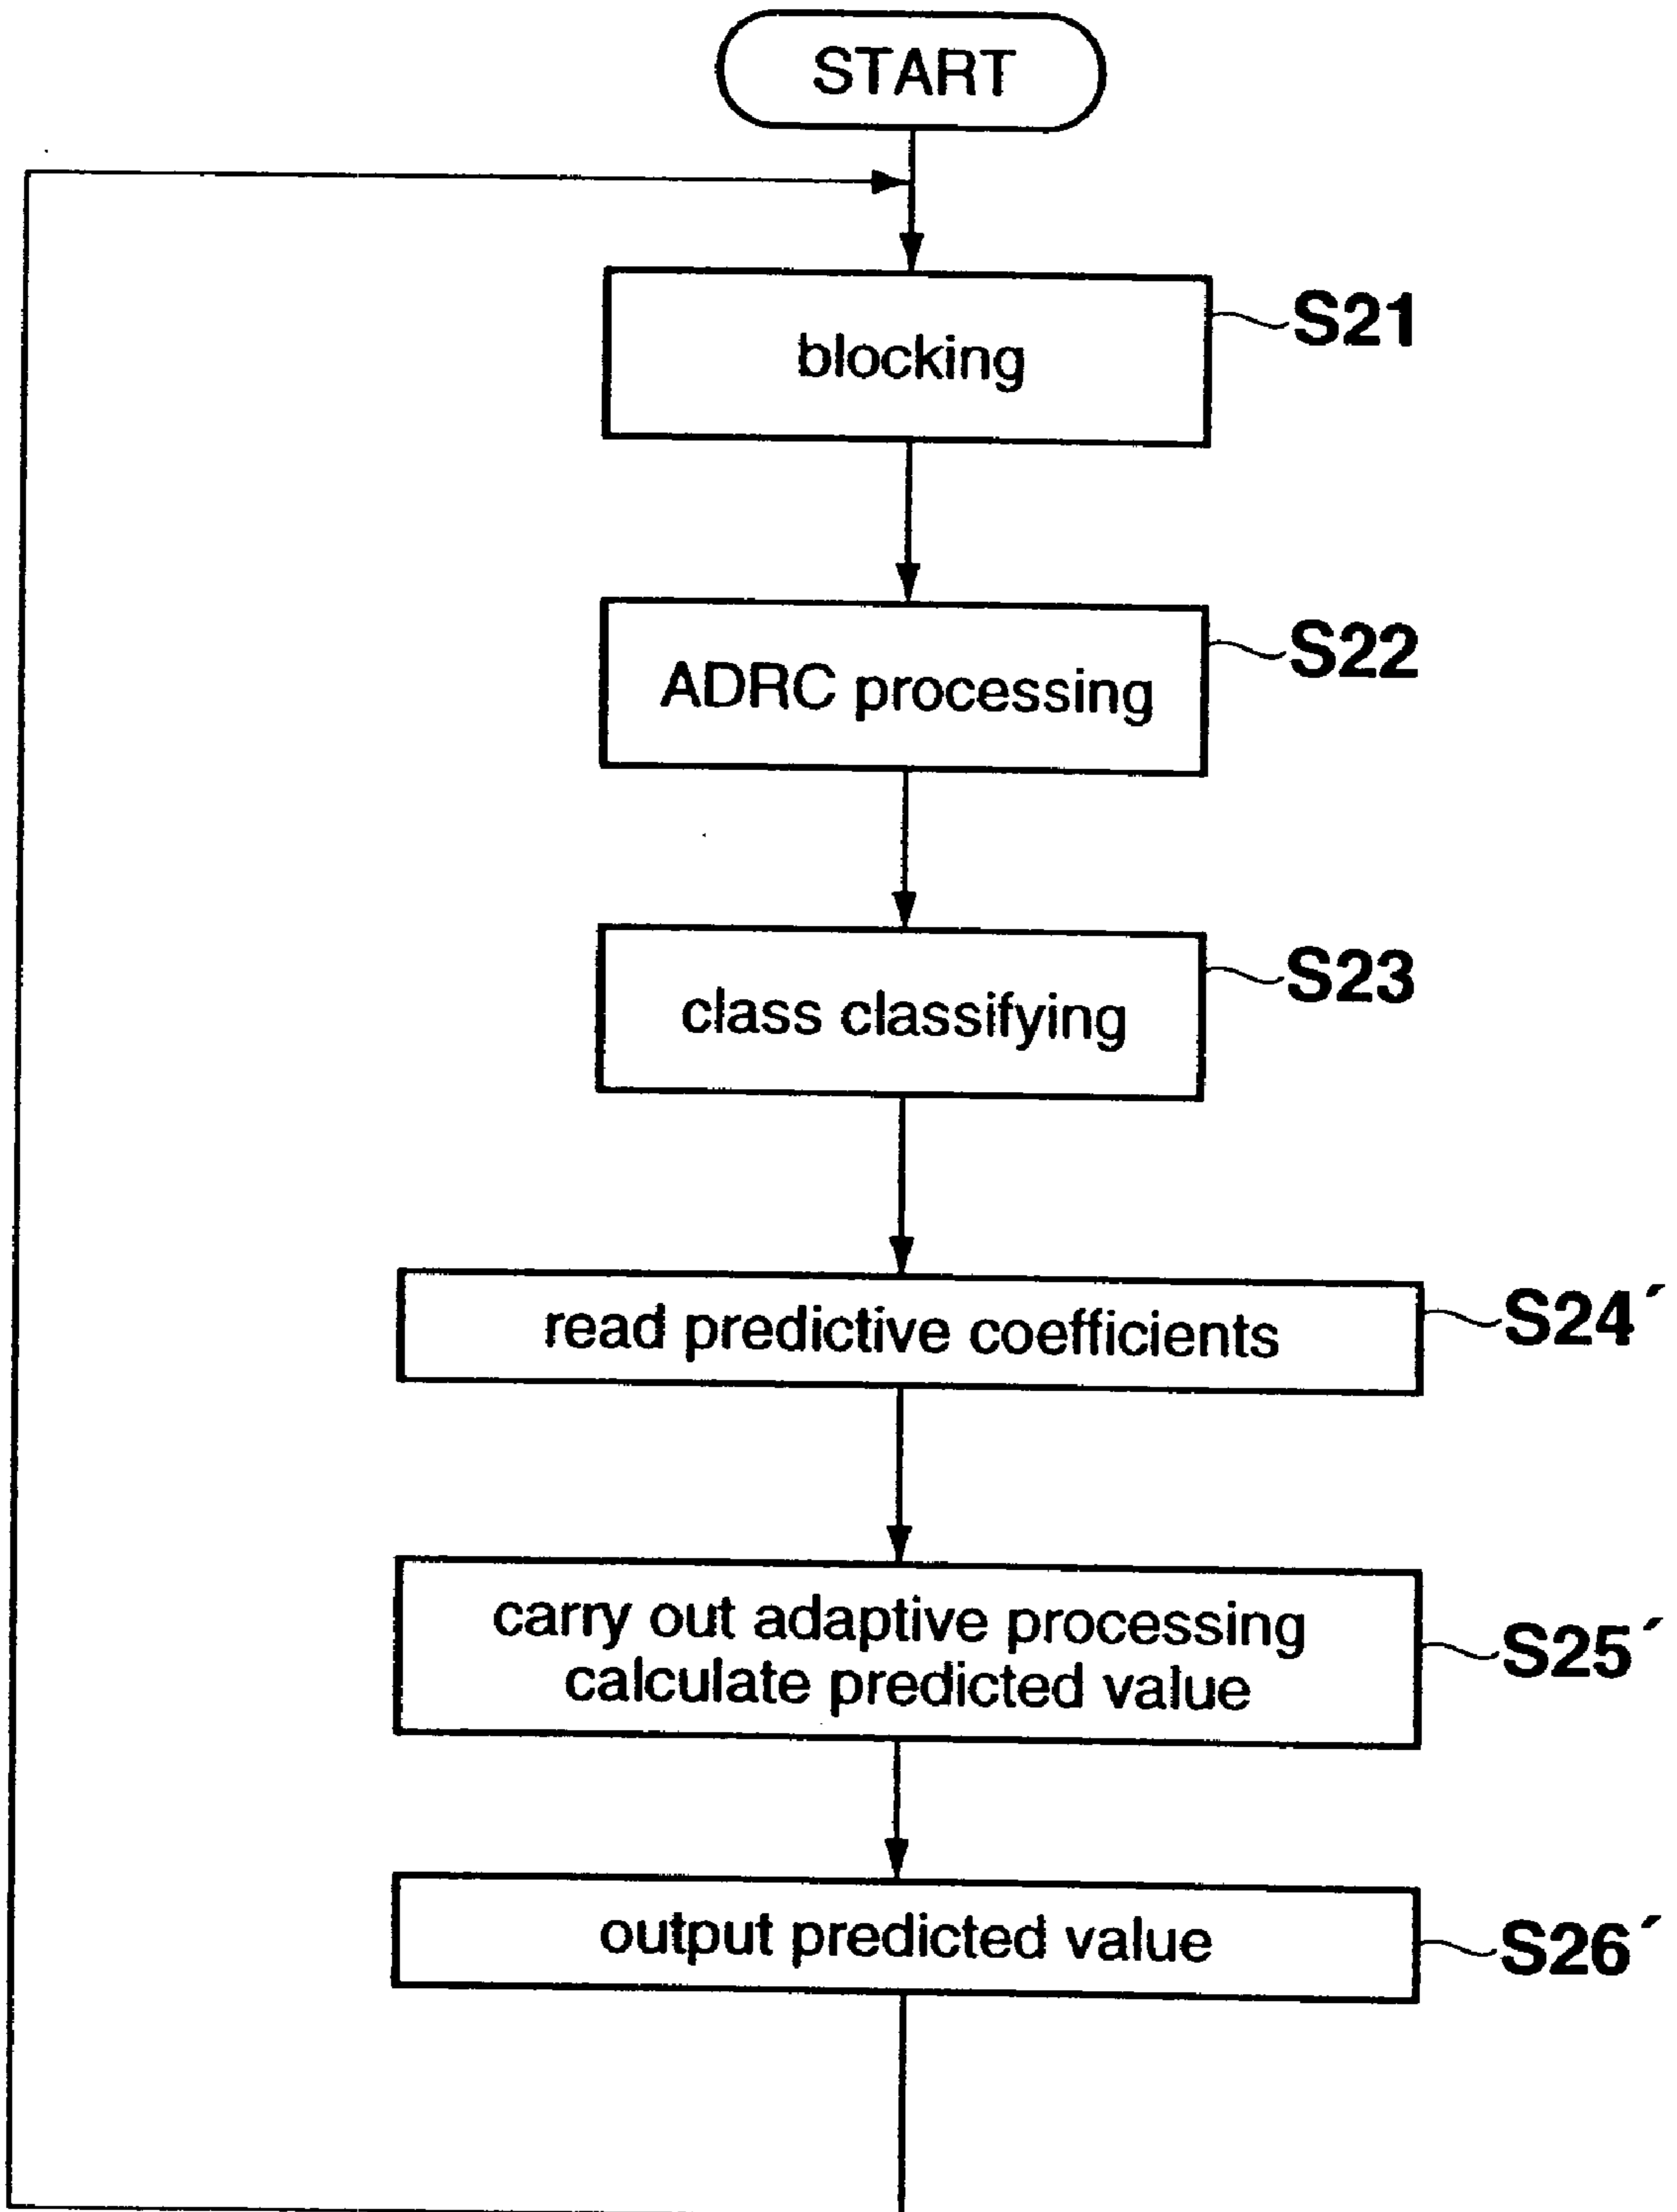 START
blocking
S21
ADRC processing
S22
class classifying
S23
read predictive coefficients
S24´
carry out adaptive processing
calculate predicted value
S25´
output predicted value
S26´